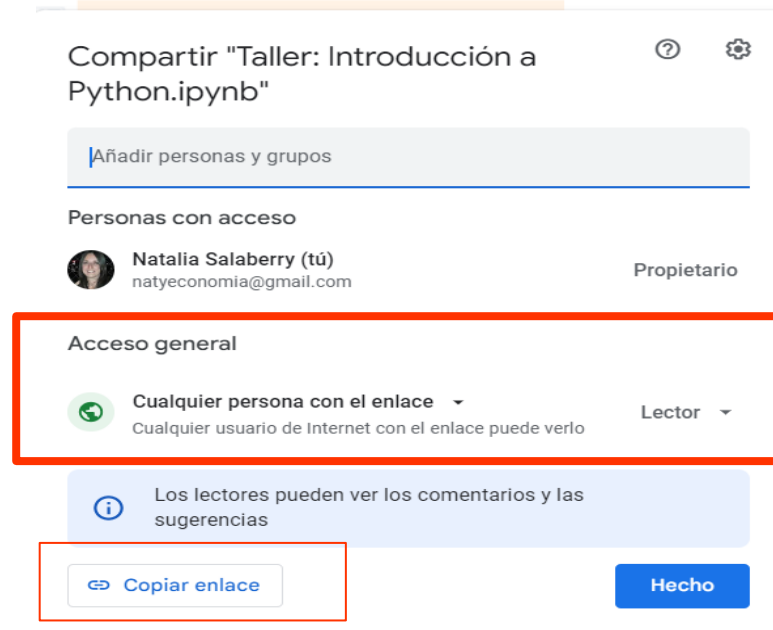 Compartir "Taller: Introducción a
Python.ipynb"
Añadir personas y grupos
Personas con acceso
Natalia Salaberry (tú)
natyeconomia@gmail.com
Propietario
Acceso general
Cualquier persona con el enlace
Cualquier usuario de Internet con el enlace puede verlo
Lector
Los lectores pueden ver los comentarios y las
sugerencias
Copiar enlace
Hecho